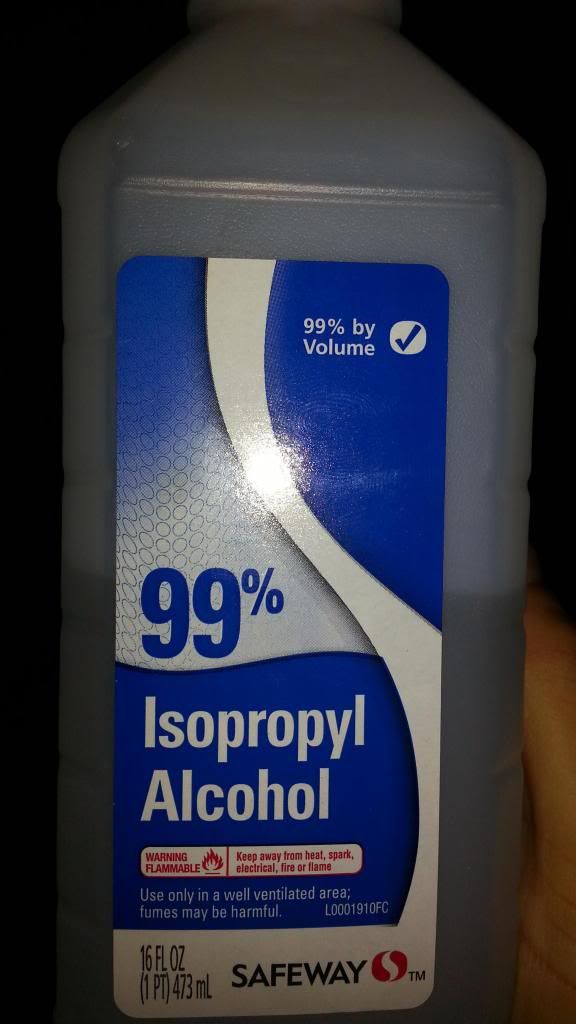 99% by
Volume
99%
Isopropyl
Alcohol
WARNING
FLAMMABLE
Keep away from heat, spark,
electrical, fire or flame
Use only in a well ventilated area;
fumes may be harmful.
L0001910FC
16 FL OZ
(1 PT) 473 mL
SAFEWAY TM